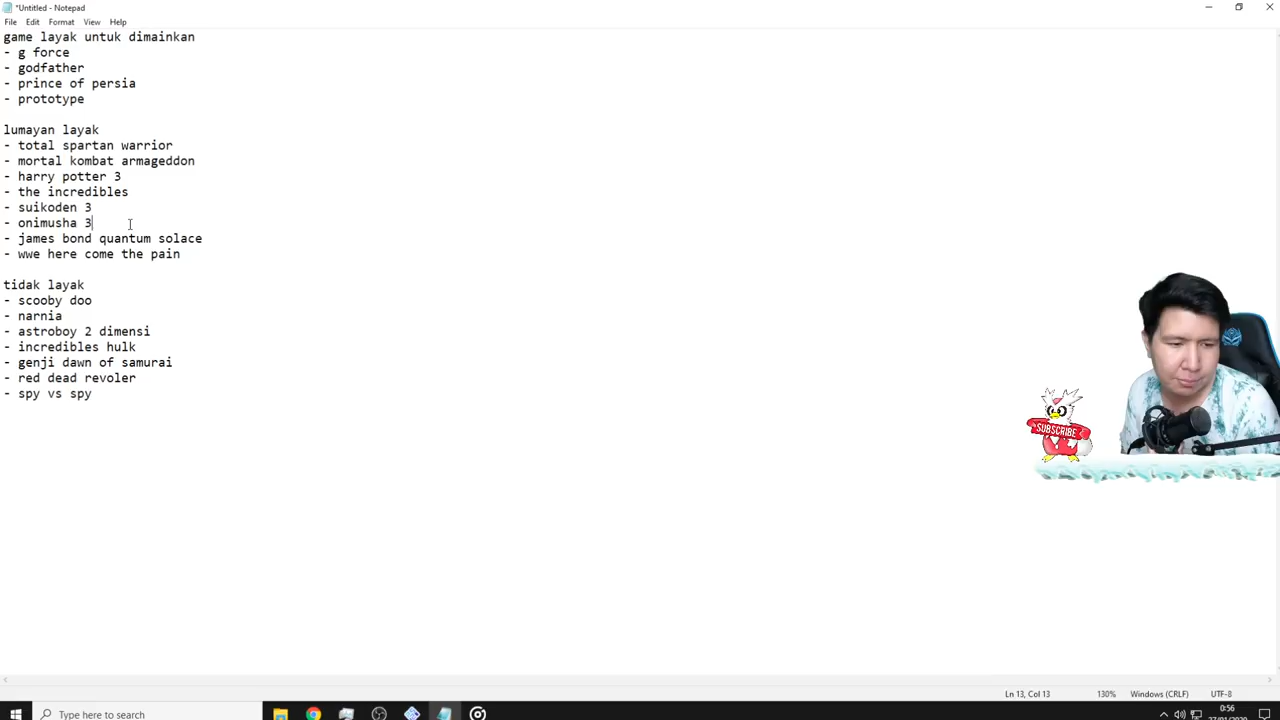 *Untitled - Notepad
File Edit Format View Help
game layak untuk dimainkan
- g force
- godfather
- prince of persia
- prototype
lumayan layak
- total spartan warrior
- mortal kombat armageddon
- harry potter 3
- the incredibles
- suikoden 3
- onimusha 3
- james bond quantum solace
- wwe here come the pain
tidak layak
- scooby doo
- narnia
- astroboy 2 dimensi
- incredibles hulk
- genji dawn of samurai
- red dead revoler
- spy vs spy
SUBSCRIBE
Ln 13, Col 13 130% Windows (CRLF) UTF-8
Type here to search 0:56